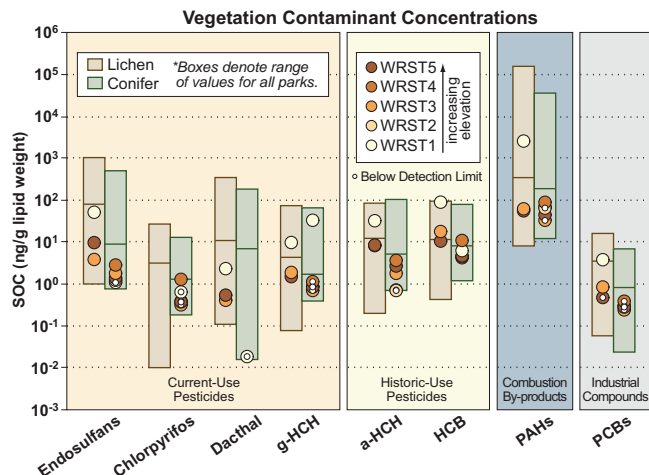 Vegetation Contaminant Concentrations
SOC (ng/g lipid weight)
10^6
10^5
10^4
10^3
10^2
10^1
10^0
10^-1
10^-2
10^-3
Lichen
Conifer
*Boxes denote range
of values for all parks.
WRST5
WRST4
WRST3
WRST2
WRST1
increasing
elevation
Below Detection Limit
Current-Use
Pesticides
Historic-Use
Pesticides
Combustion
By-products
Industrial
Compounds
Endosulfans
Chlorpyrifos
Dacthal
g-HCH
a-HCH
HCB
PAHs
PCBs